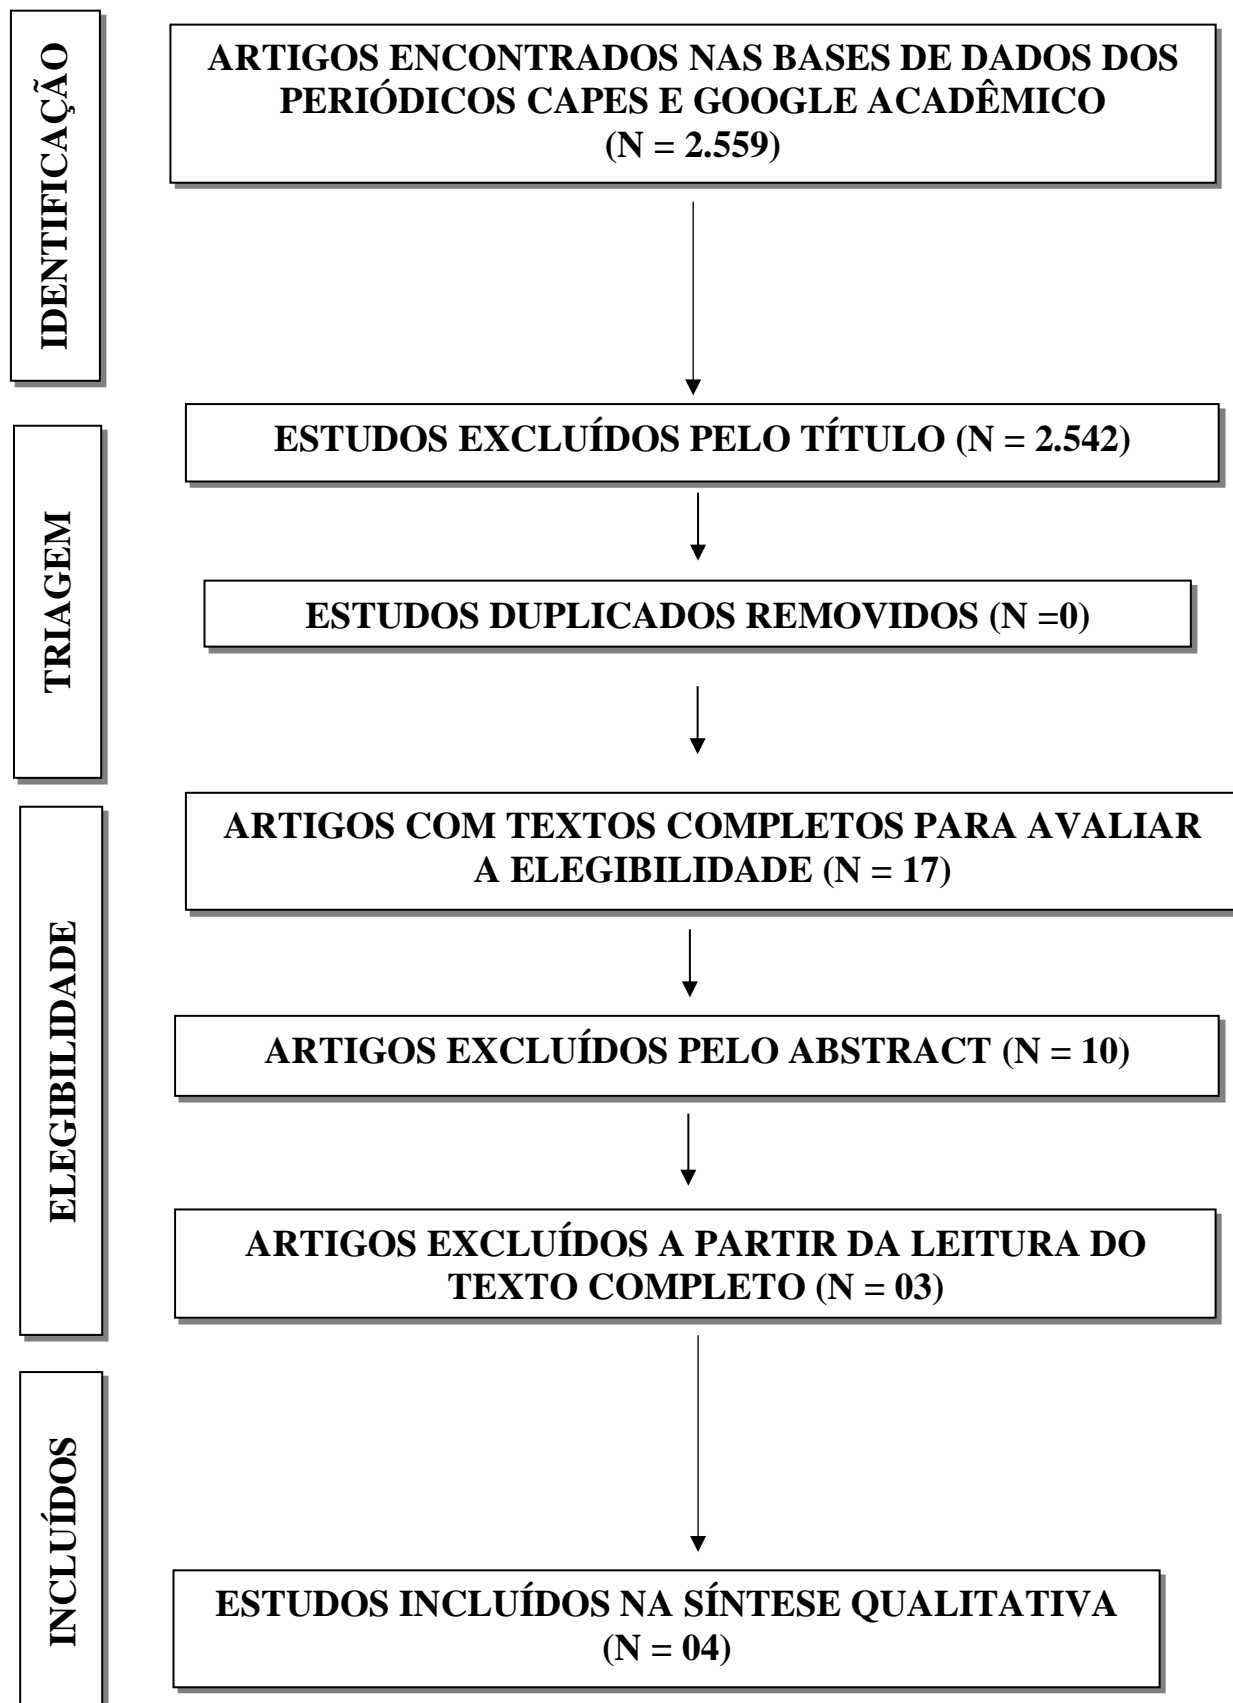 IDENTIFICAÇÃO
ARTIGOS ENCONTRADOS NAS BASES DE DADOS DOS
PERIÓDICOS CAPES E GOOGLE ACADÊMICO
(N = 2.559)
TRIAGEM
ESTUDOS EXCLUÍDOS PELO TÍTULO (N = 2.542)
ESTUDOS DUPLICADOS REMOVIDOS (N =0)
ELEGIBILIDADE
ARTIGOS COM TEXTOS COMPLETOS PARA AVALIAR
A ELEGIBILIDADE (N = 17)
ARTIGOS EXCLUÍDOS PELO ABSTRACT (N = 10)
ARTIGOS EXCLUÍDOS A PARTIR DA LEITURA DO
TEXTO COMPLETO (N = 03)
INCLUÍDOS
ESTUDOS INCLUÍDOS NA SÍNTESE QUALITATIVA
(N = 04)